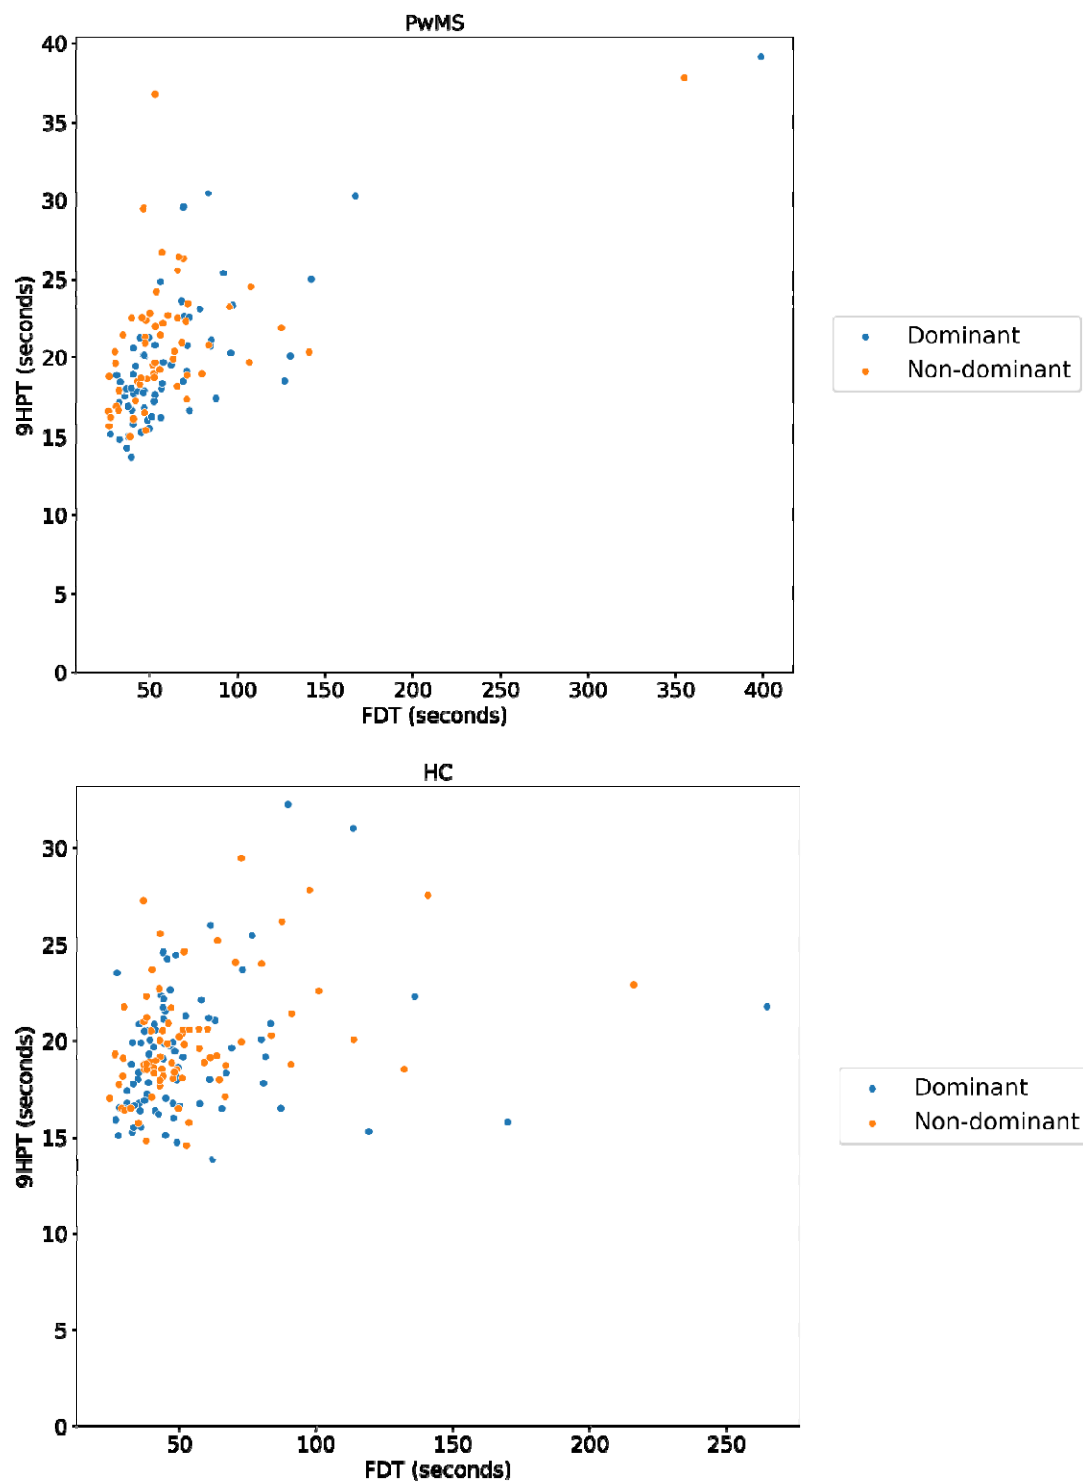 PwMS
40
35
30
25
20
15
10
5
0
9HPT (seconds)
50 100 150 200 250 300 350 400
FDT (seconds)
Dominant
Non-dominant
HC
30
25
20
15
10
5
0
9HPT (seconds)
50 100 150 200 250
FDT (seconds)
Dominant
Non-dominant